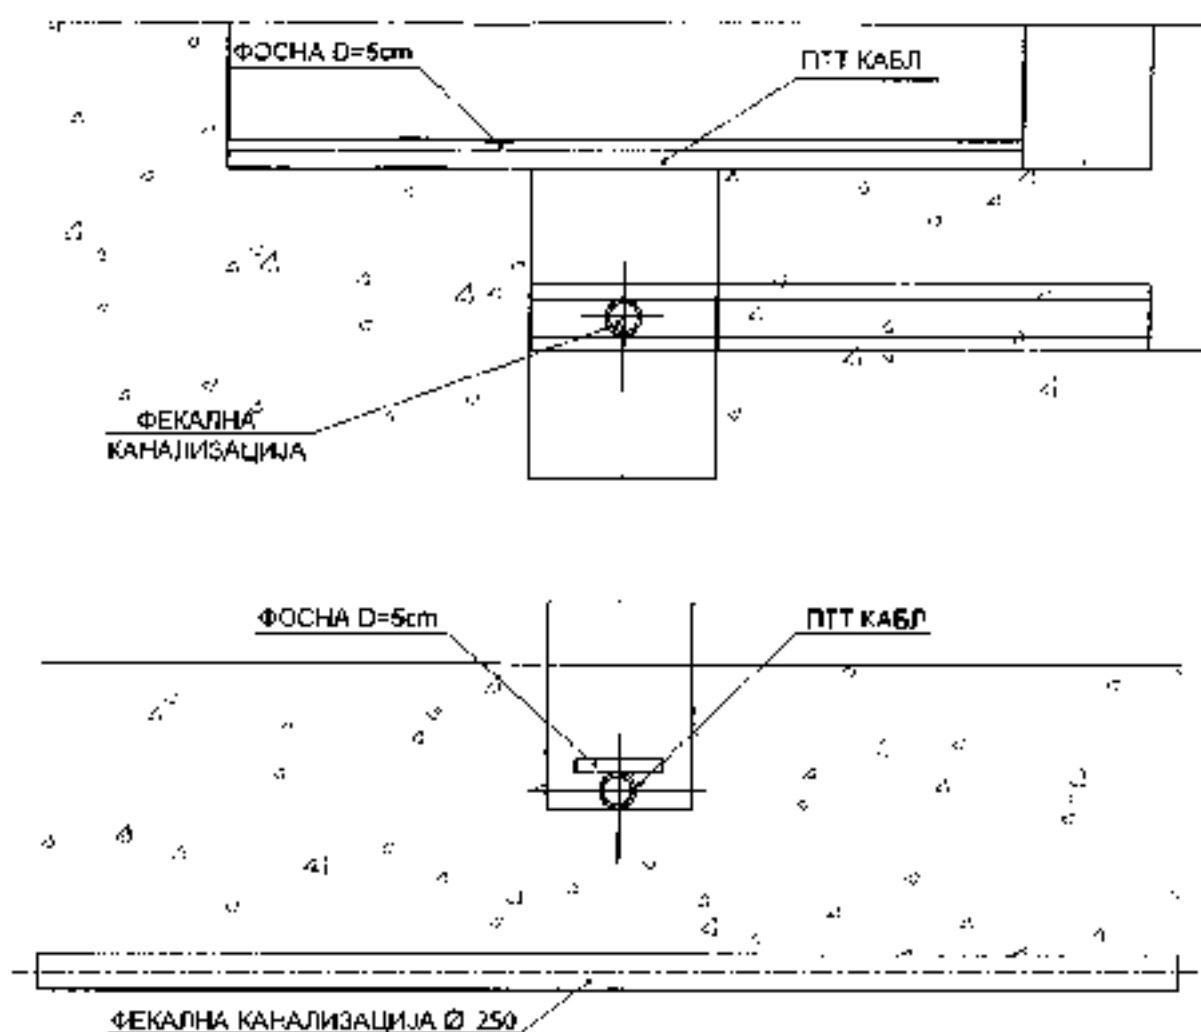 ФОСНА D=5cm
ПТТ КАБЛ
ФЕКАЛНА
КАНАЛИЗАЦИЈА
ФОСНА D=5cm
ПТТ КАБЛ
ФЕКАЛНА КАНАЛИЗАЦИЈА Ø 250